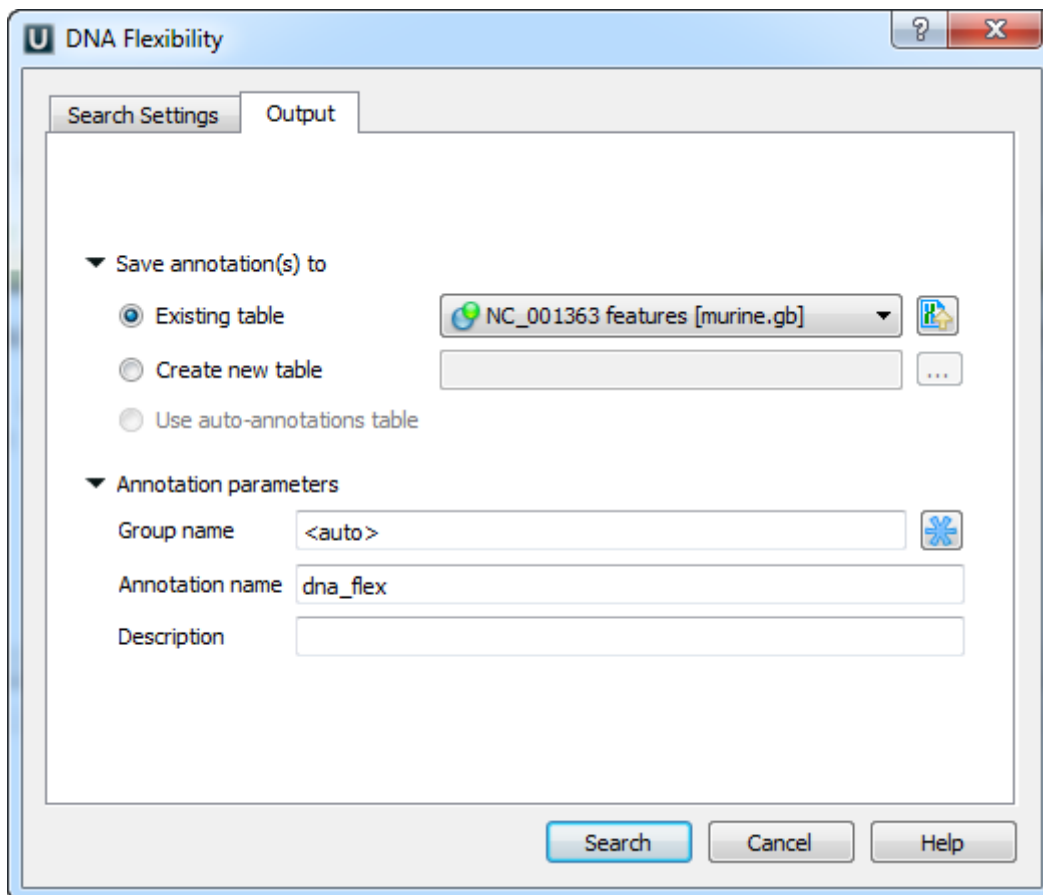 U DNA Flexibility ? X
Search Settings Output
Save annotation(s) to
Existing table NC_001363 features [murine.gb]
Create new table ...
Use auto-annotations table
Annotation parameters
Group name <auto>
Annotation name dna_flex
Description
Search Cancel Help